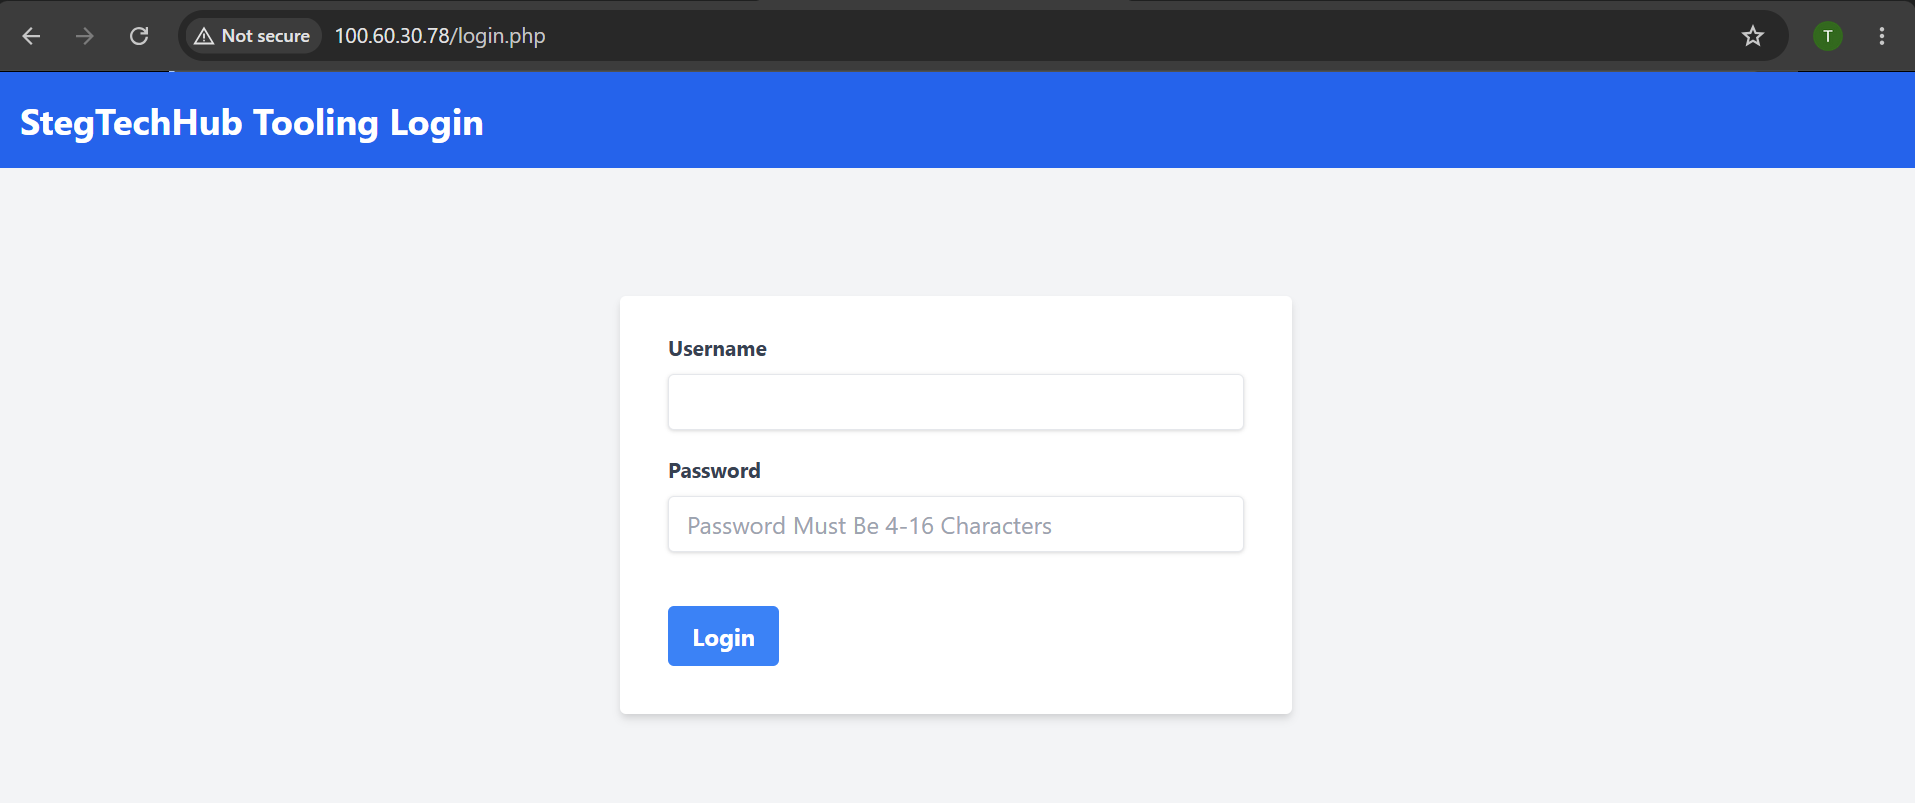 Not secure 100.60.30.78/login.php
T
StegTechHub Tooling Login
Username
Password
Password Must Be 4-16 Characters
Login